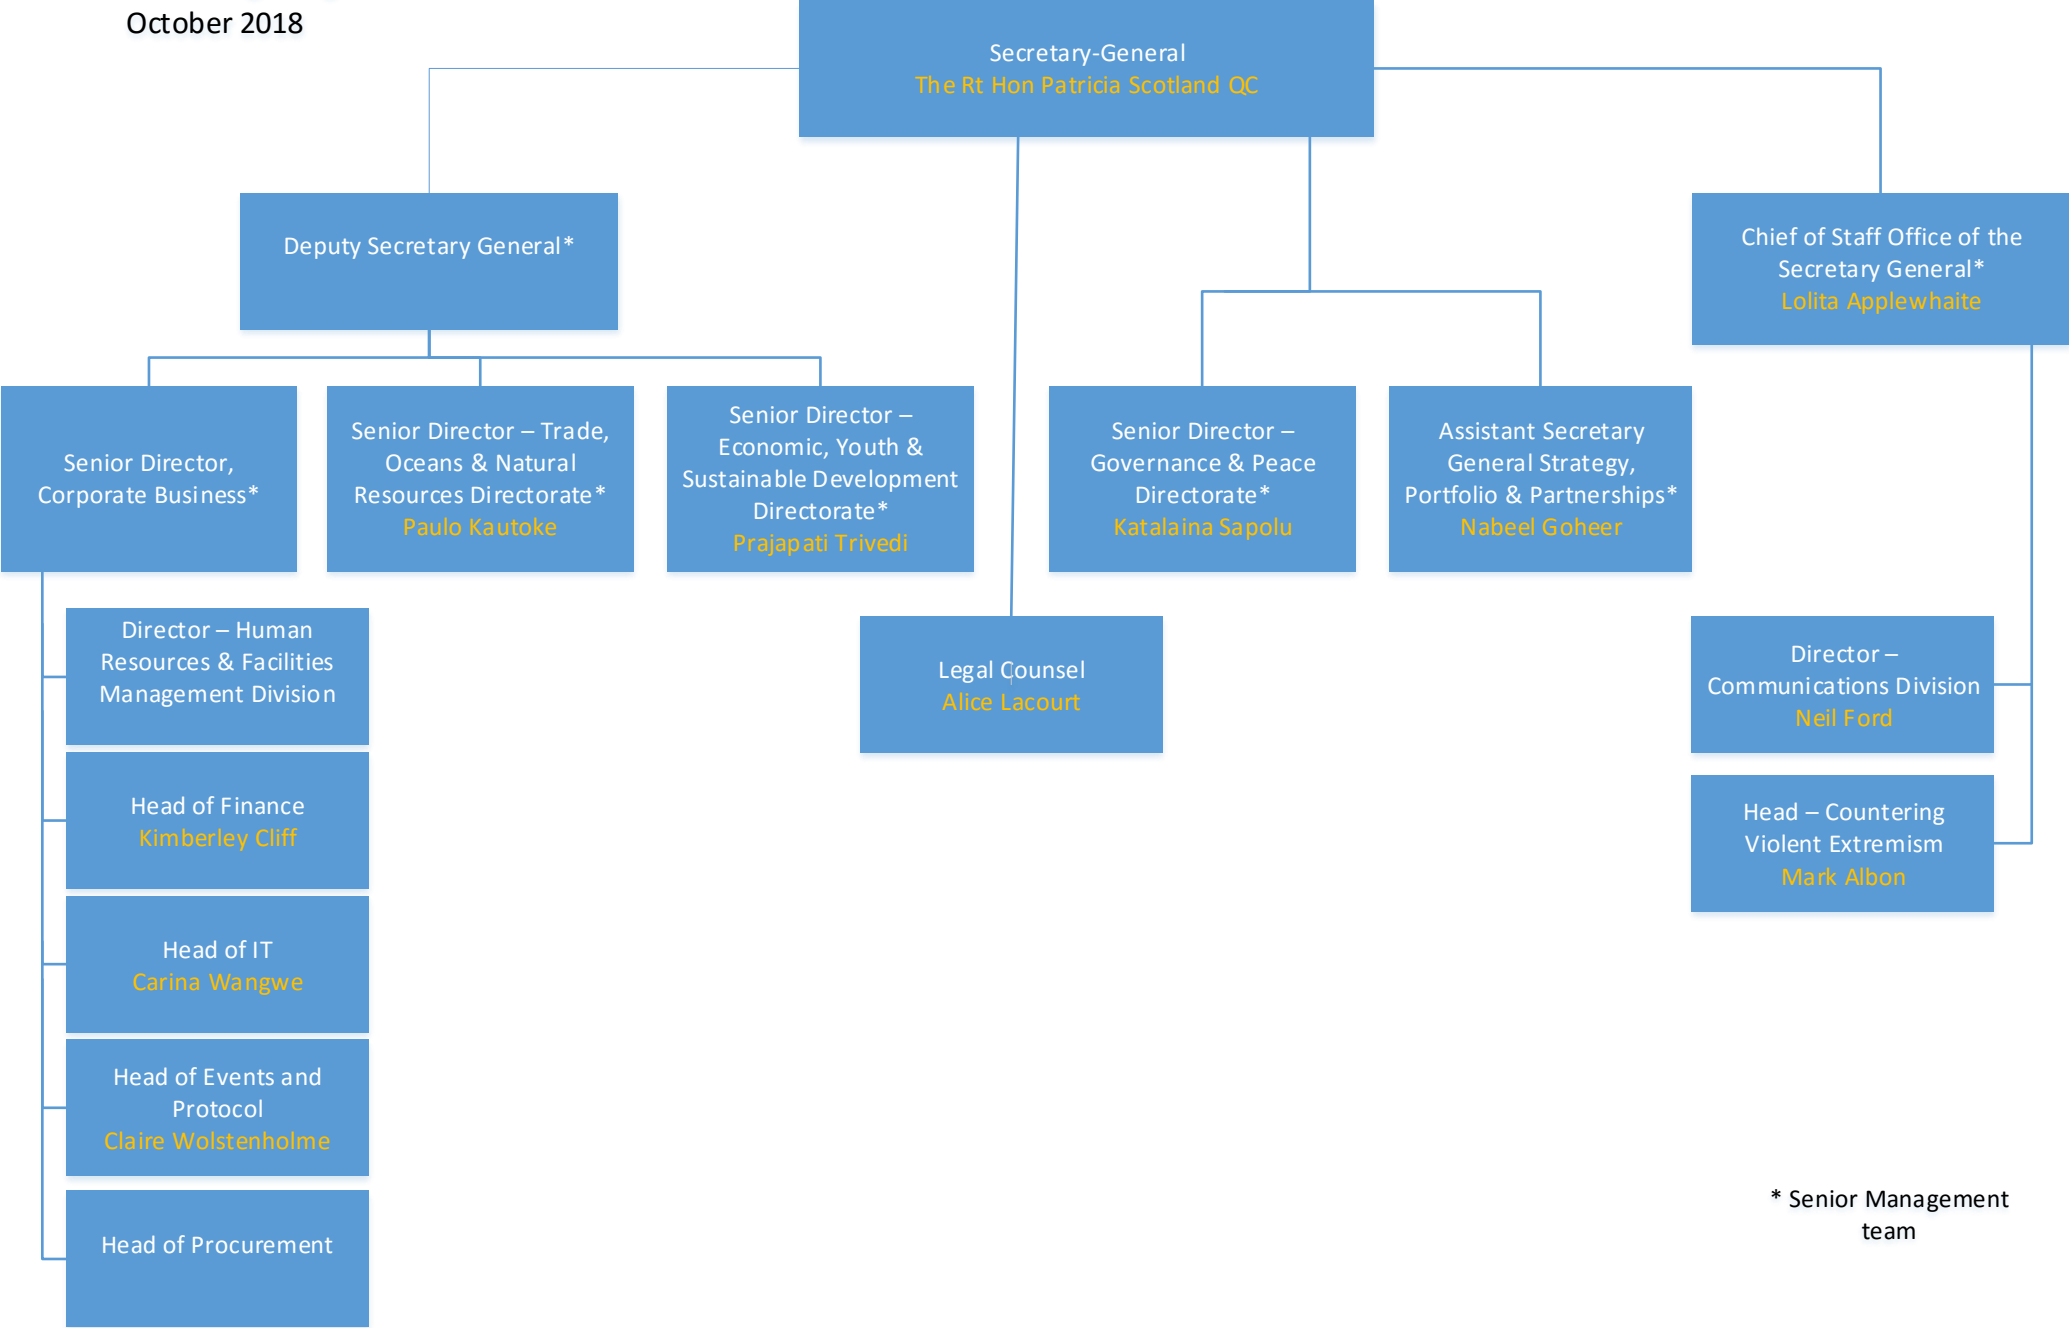 October 2018
Secretary-General
The Rt Hon Patricia Scotland QC
Deputy Secretary General*
Chief of Staff Office of the
Secretary General*
Lolita Applewhaite
Senior Director,
Corporate Business*
Senior Director – Trade,
Oceans & Natural
Resources Directorate*
Paulo Kautoke
Senior Director –
Economic, Youth &
Sustainable Development
Directorate*
Prajapati Trivedi
Senior Director –
Governance & Peace
Directorate*
Katalaina Sapolu
Assistant Secretary
General Strategy,
Portfolio & Partnerships*
Nabeel Goheer
Director – Human
Resources & Facilities
Management Division
Head of Finance
Kimberley Cliff
Head of IT
Carina Wangwe
Head of Events and
Protocol
Claire Wolstenholme
Head of Procurement
Legal Counsel
Alice Lacourt
Director –
Communications Division
Neil Ford
Head – Countering
Violent Extremism
Mark Albon
* Senior Management
team